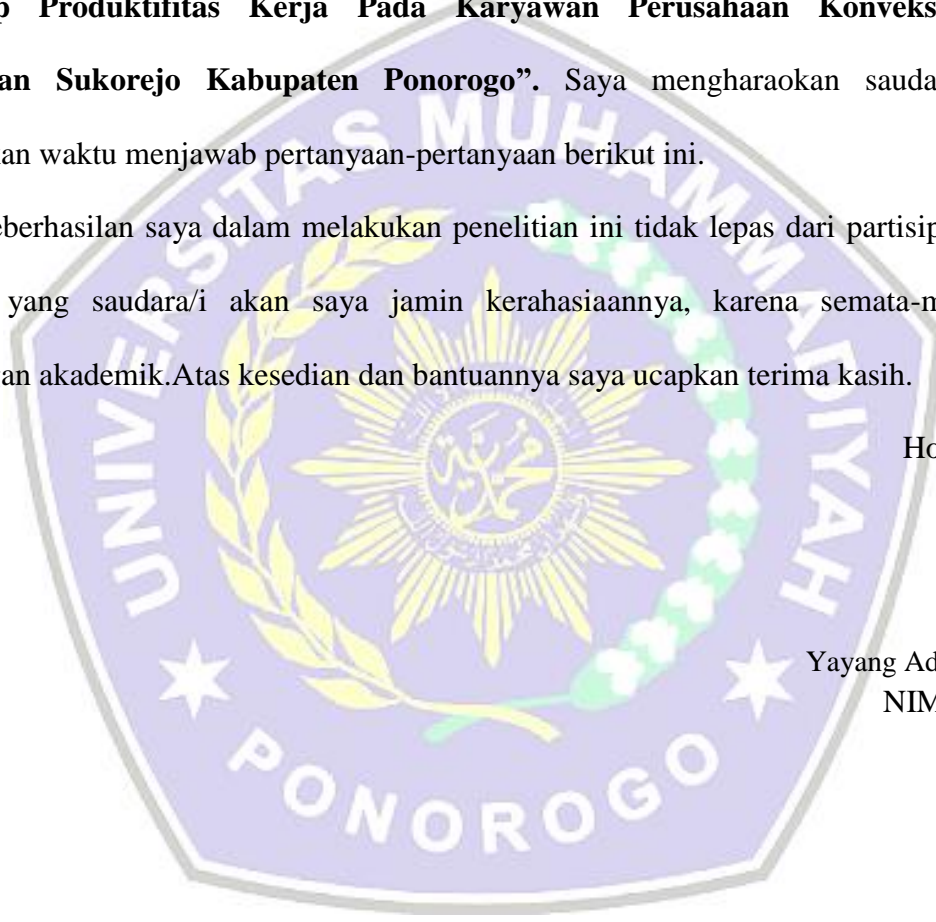 p Produktifitas Kerja Pada Karyawan Perusahaan Konveks
an Sukorejo Kabupaten Ponorogo”. Saya mengharaokan sauda
an waktu menjawab pertanyaan-pertanyaan berikut ini.
eberhasilan saya dalam melakukan penelitian ini tidak lepas dari partisip
yang saudara/i akan saya jamin kerahasiaannya, karena semata-m
an akademik.Atas kesedian dan bantuannya saya ucapkan terima kasih.
Ho
Yayang Ad
NIM
UNIVERSITAS MUHAMMADIYAH
PONOROGO